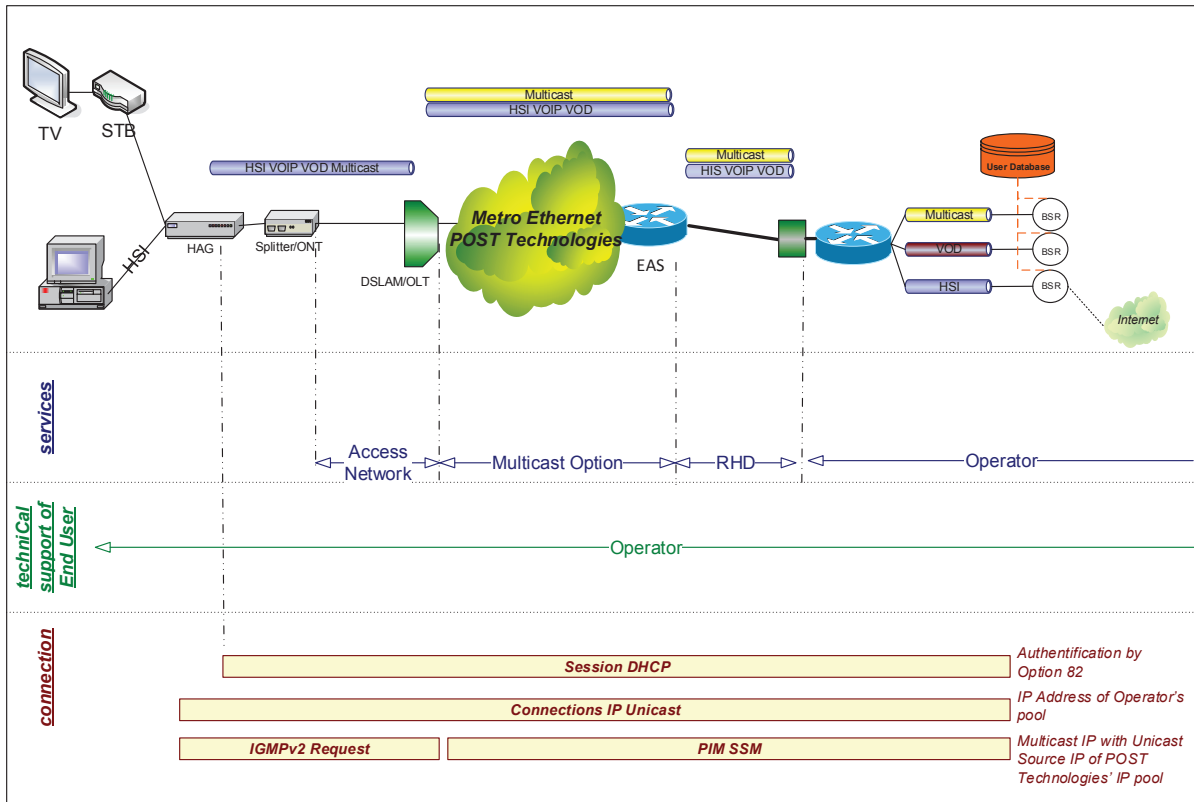 Multicast
HSI VOIP VOD
TV
STB
HSI VOIP VOD Multicast
Multicast
HIS VOIP VOD
User Database
Multicast
BSR
VOD
BSR
HSI
BSR
Metro Ethernet
POST Technologies
HSI
HAG
Splitter/ONT
DSLAM/OLT
EAS
Internet
services
Access
Network
Multicast Option
RHD
Operator
techniCal
support of
End User
Operator
connection
Session DHCP
Authentification by
Option 82
Connections IP Unicast
IP Address of Operator's
pool
IGMPv2 Request
PIM SSM
Multicast IP with Unicast
Source IP of POST
Technologies' IP pool